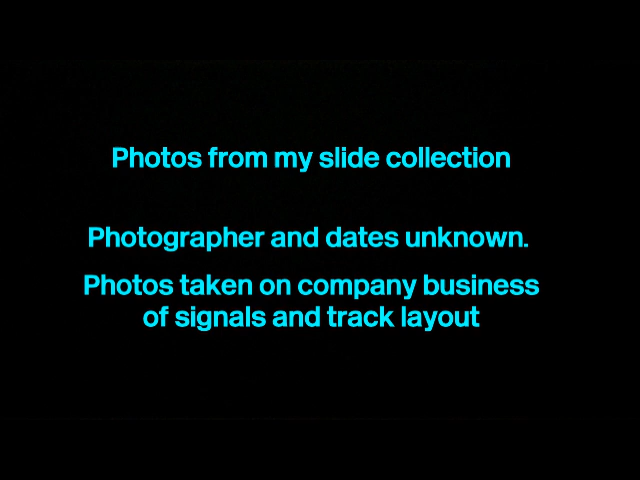 Photos from my slide collection
Photographer and dates unknown.
Photos taken on company business
of signals and track layout